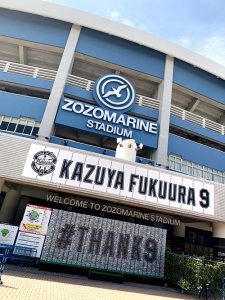 ZOZOMARINE
STADIUM
KAZUYA FUKUURA 9
WELCOME TO ZOZOMARINE STADIUM
#THANK9